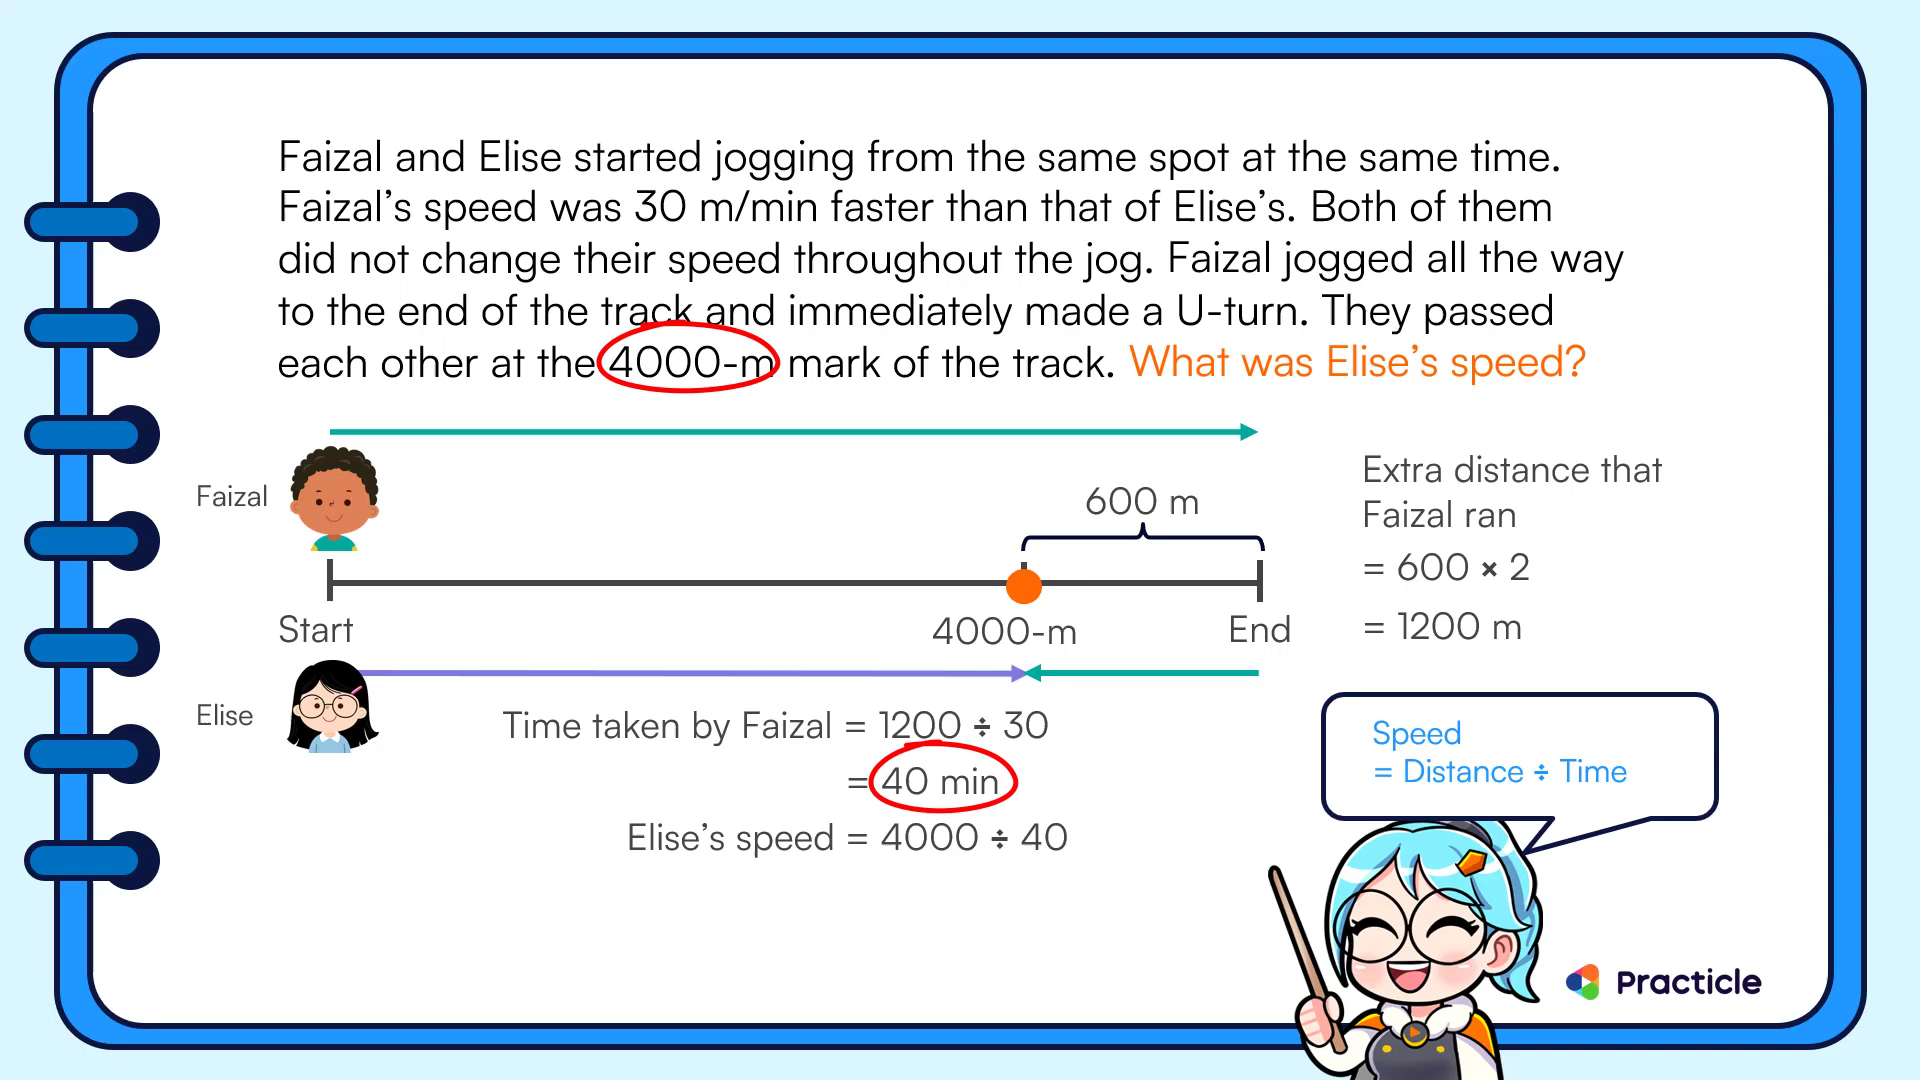 Faizal and Elise started jogging from the same spot at the same time.
Faizal’s speed was 30 m/min faster than that of Elise’s. Both of them
did not change their speed throughout the jog. Faizal jogged all the way
to the end of the track and immediately made a U-turn. They passed
each other at the 4000-m mark of the track. What was Elise’s speed?
Faizal
600 m
Start
4000-m
End
Elise
Extra distance that
Faizal ran
= 600 × 2
= 1200 m
Time taken by Faizal = 1200 ÷ 30
= 40 min
Elise’s speed = 4000 ÷ 40
Speed
= Distance ÷ Time
Practicle